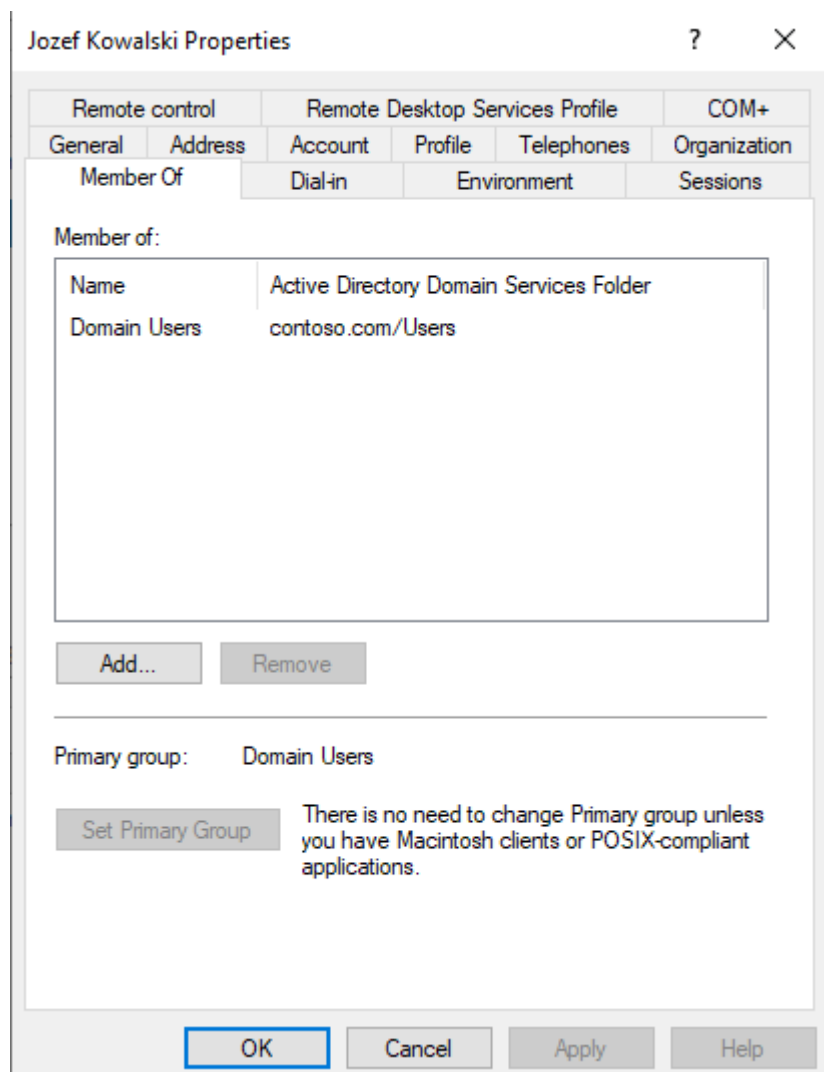 Jozef Kowalski Properties ?
Remote control Remote Desktop Services Profile COM+
General Address Account Profile Telephones Organization
Member Of Dial-in Environment Sessions
Member of:
Name Active Directory Domain Services Folder
Domain Users contoso.com/Users
Add... Remove
Primary group: Domain Users
Set Primary Group
There is no need to change Primary group unless
you have Macintosh clients or POSIX-compliant
applications.
OK Cancel Apply Help